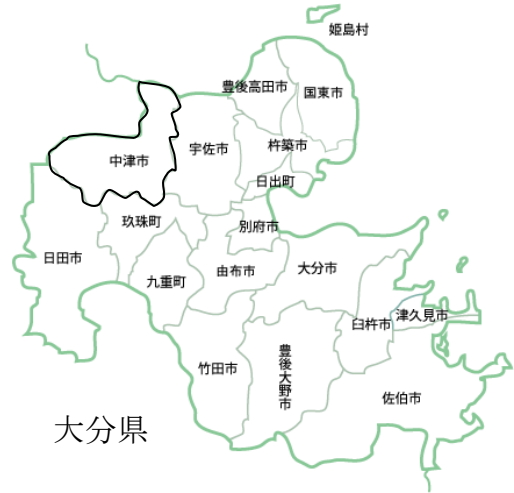 姫島村
豊後高田市
国東市
中津市
宇佐市
杵築市
日出町
玖珠町
別府市
日田市
九重町
由布市
大分市
臼杵市
津久見市
竹田市
豊後大野市
佐伯市
大分県